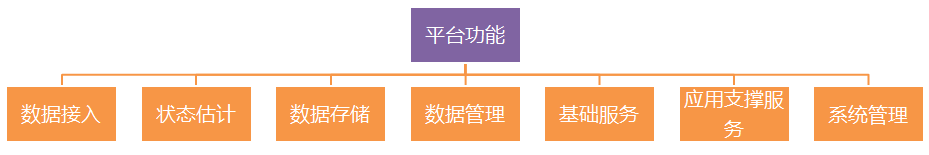 平台功能
数据接入
状态估计
数据存储
数据管理
基础服务
应用支撑服
务
系统管理